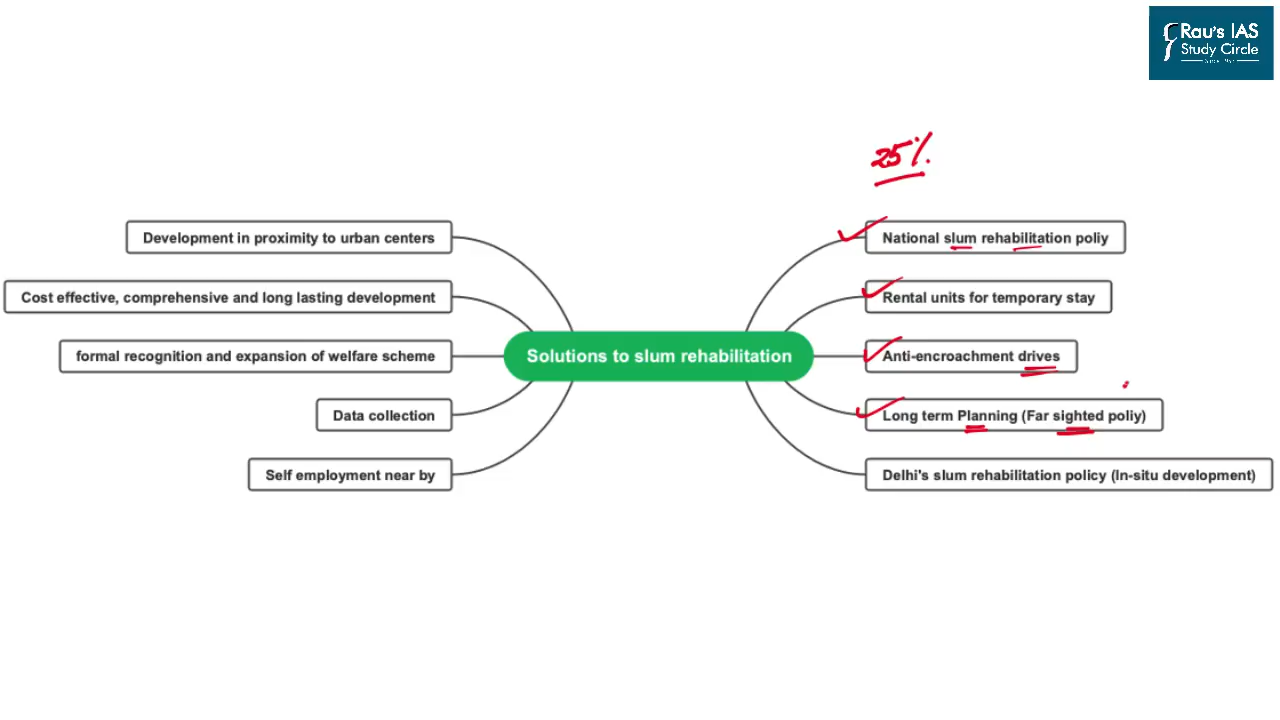 Rau's IAS
Study Circle
25%
Development in proximity to urban centers
Cost effective, comprehensive and long lasting development
formal recognition and expansion of welfare scheme
Data collection
Self employment near by
Solutions to slum rehabilitation
National slum rehabilitation poliy
Rental units for temporary stay
Anti-encroachment drives
Long term Planning (Far sighted poliy)
Delhi's slum rehabilitation policy (In-situ development)